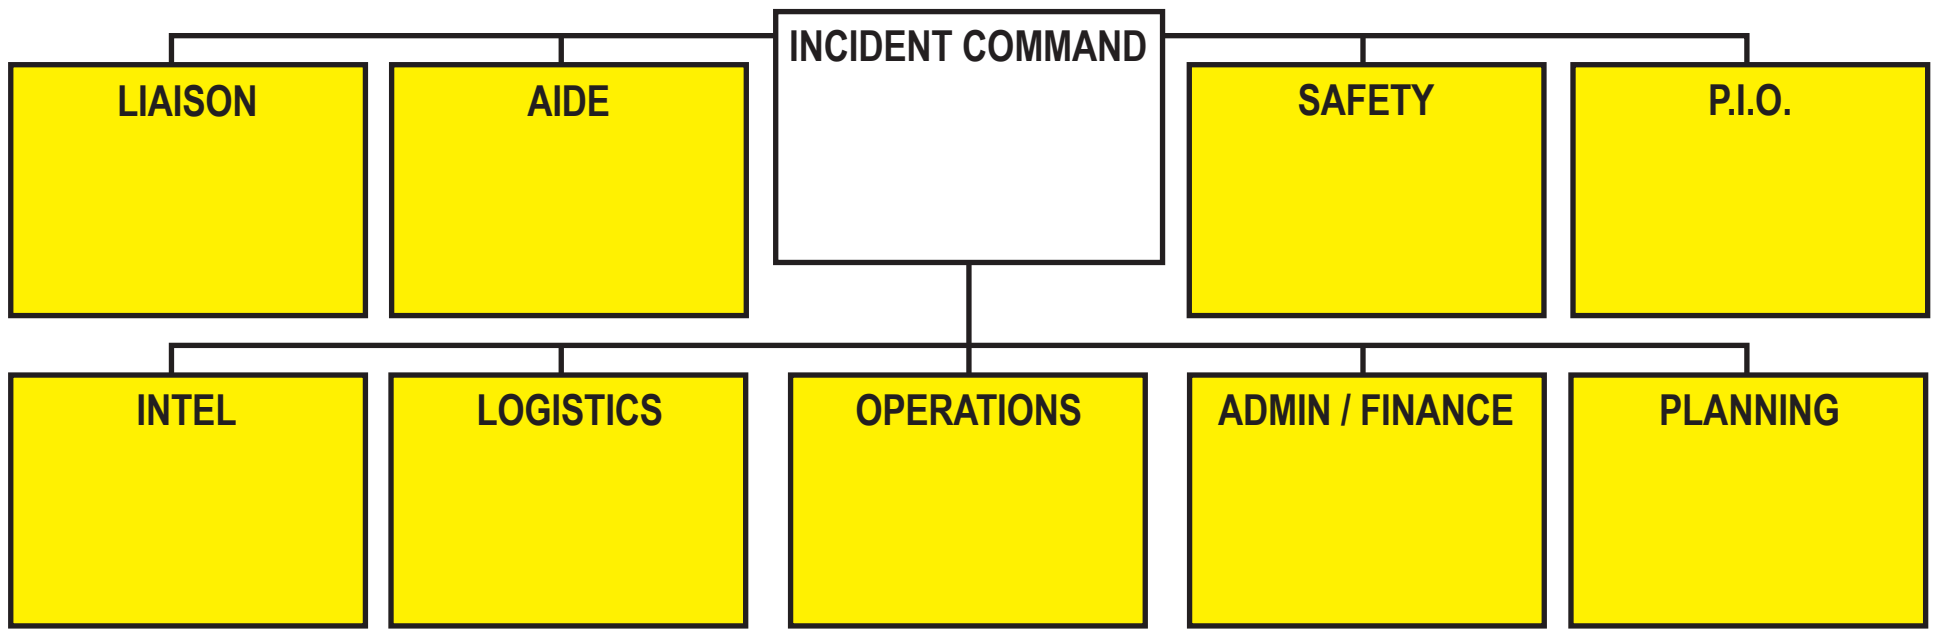 INCIDENT COMMAND
LIAISON
AIDE
SAFETY
P.I.O.
INTEL
LOGISTICS
OPERATIONS
ADMIN / FINANCE
PLANNING